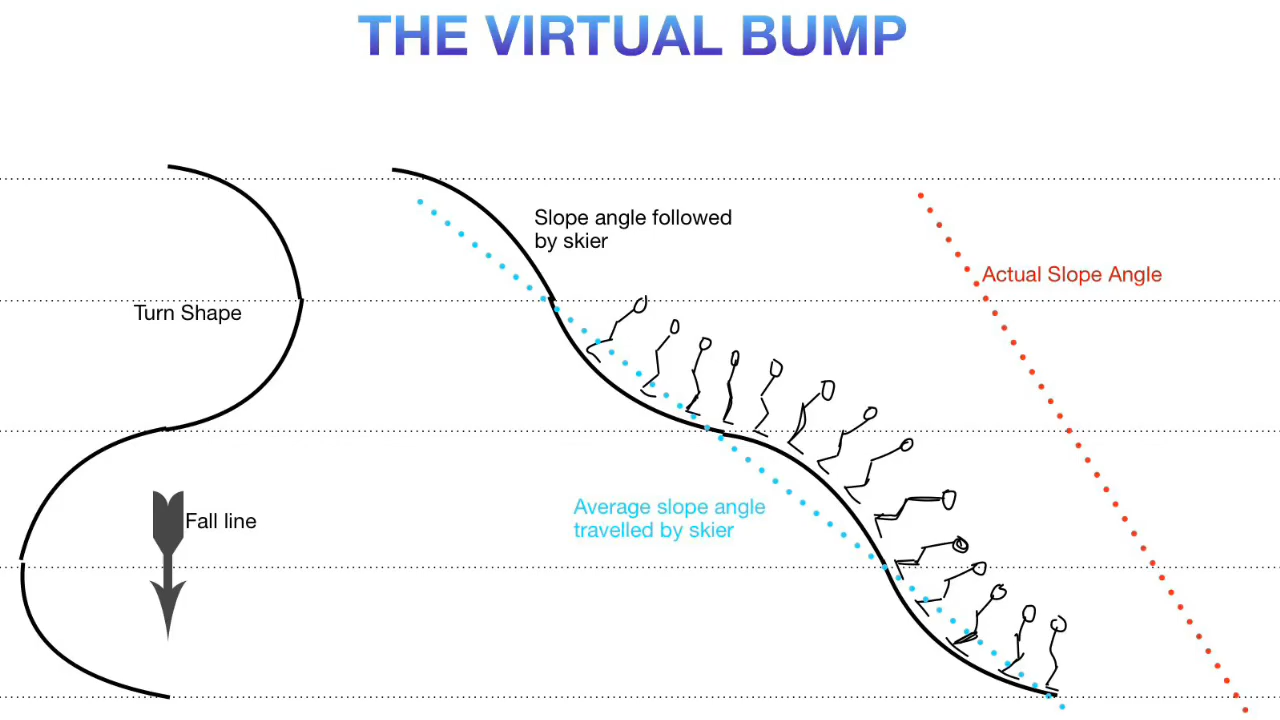 THE VIRTUAL BUMP
Slope angle followed
by skier
Actual Slope Angle
Turn Shape
Average slope angle
travelled by skier
Fall line